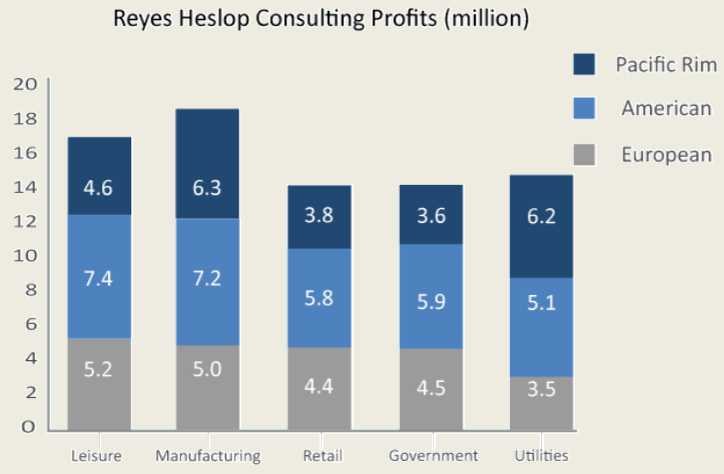 Reyes Heslop Consulting Profits (million)
Pacific Rim
American
European
20
18
16
14
12
10
8
6
4
2
0
4.6 6.3 3.8 3.6 6.2
7.4 7.2 5.8 5.9 5.1
5.2 5.0 4.4 4.5 3.5
Leisure Manufacturing Retail Government Utilities